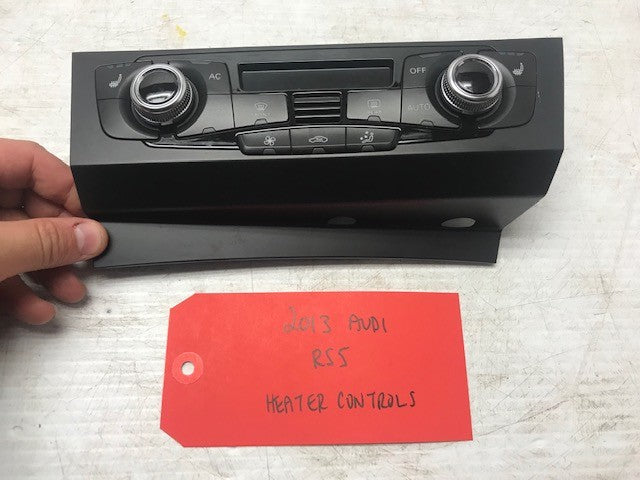 AC
OFF
AUTO
2013 AUDI
RS5
HEATER CONTROLS